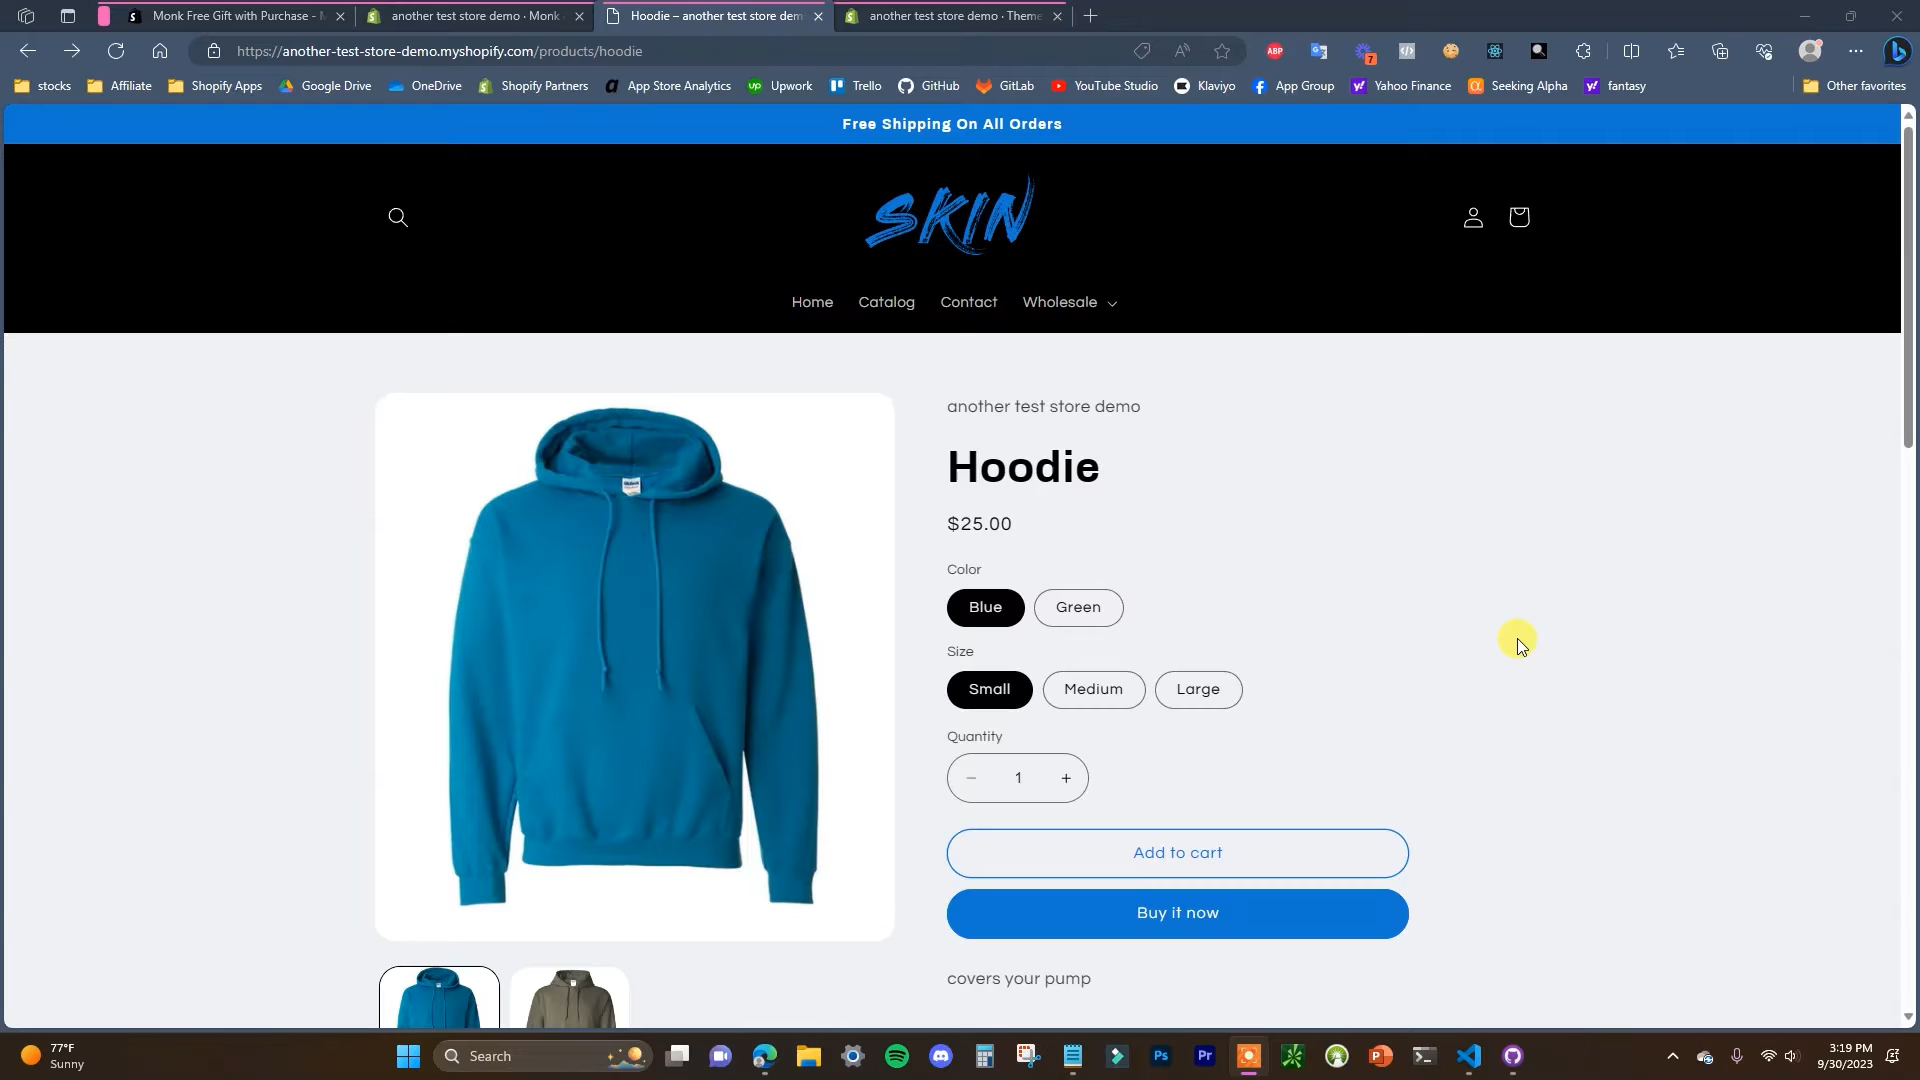 Monk Free Gift with Purchase - M
another test store demo · Monk
Hoodie – another test store dem
another test store demo · Theme
https://another-test-store-demo.myshopify.com/products/hoodie
ABP
7
stocks
Affiliate
Shopify Apps
Google Drive
OneDrive
Shopify Partners
App Store Analytics
Upwork
Trello
GitHub
GitLab
YouTube Studio
Klaviyo
App Group
Yahoo Finance
Seeking Alpha
fantasy
Other favorites
Free Shipping On All Orders
SKIN
Home
Catalog
Contact
Wholesale
another test store demo
Hoodie
$25.00
Color
Blue
Green
Size
Small
Medium
Large
Quantity
1
Add to cart
Buy it now
covers your pump
77°F
Sunny
Search
Ps
Pr
3:19 PM
9/30/2023